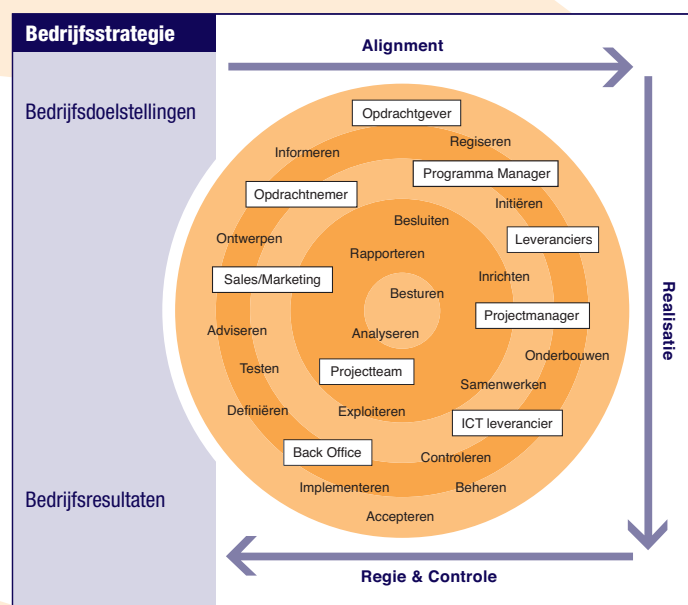 Bedrijfsstrategie
Alignment
Bedrijfsdoelstellingen
Opdrachtgever
Informeren
Regiseren
Programma Manager
Opdrachtnemer
Initiëren
Besluiten
Ontwerpen
Leveranciers
Rapporteren
Sales/Marketing
Inrichten
Besturen
Projectmanager
Realisatie
Adviseren
Analyseren
Onderbouwen
Testen
Projectteam
Samenwerken
Definiëren
Exploiteren
ICT leverancier
Back Office
Controleren
Implementeren
Beheren
Bedrijfsresultaten
Accepteren
Regie & Controle